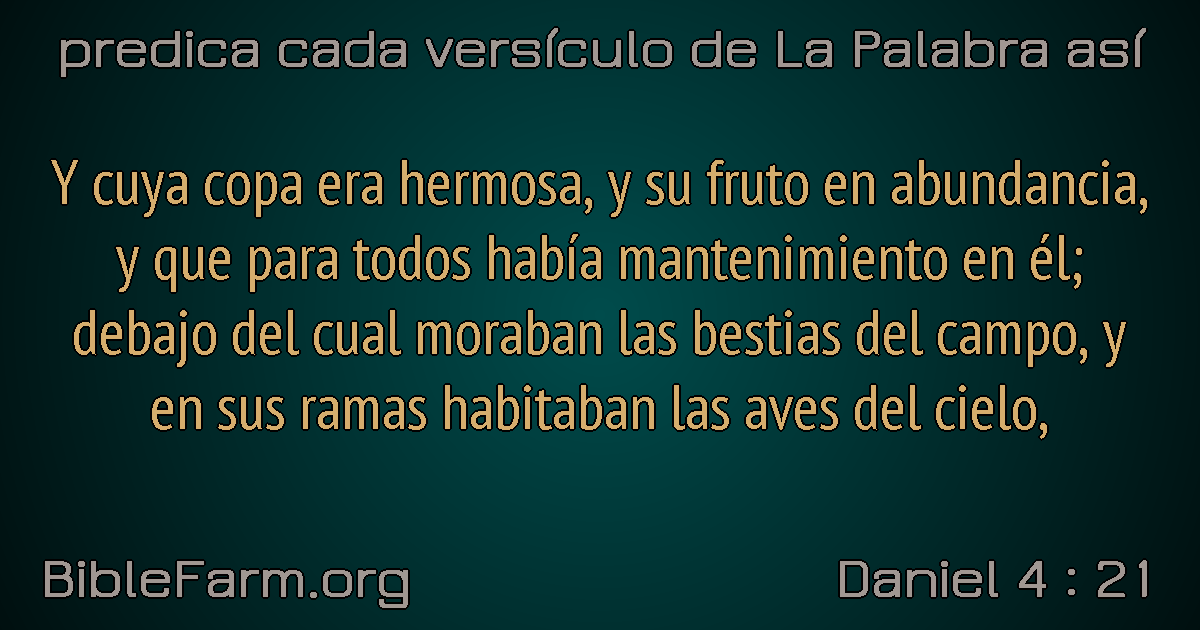 predica cada versículo de La Palabra así
Y cuya copa era hermosa, y su fruto en abundancia,
y que para todos había mantenimiento en él;
debajo del cual moraban las bestias del campo, y
en sus ramas habitaban las aves del cielo,
BibleFarm.org
Daniel 4 : 21